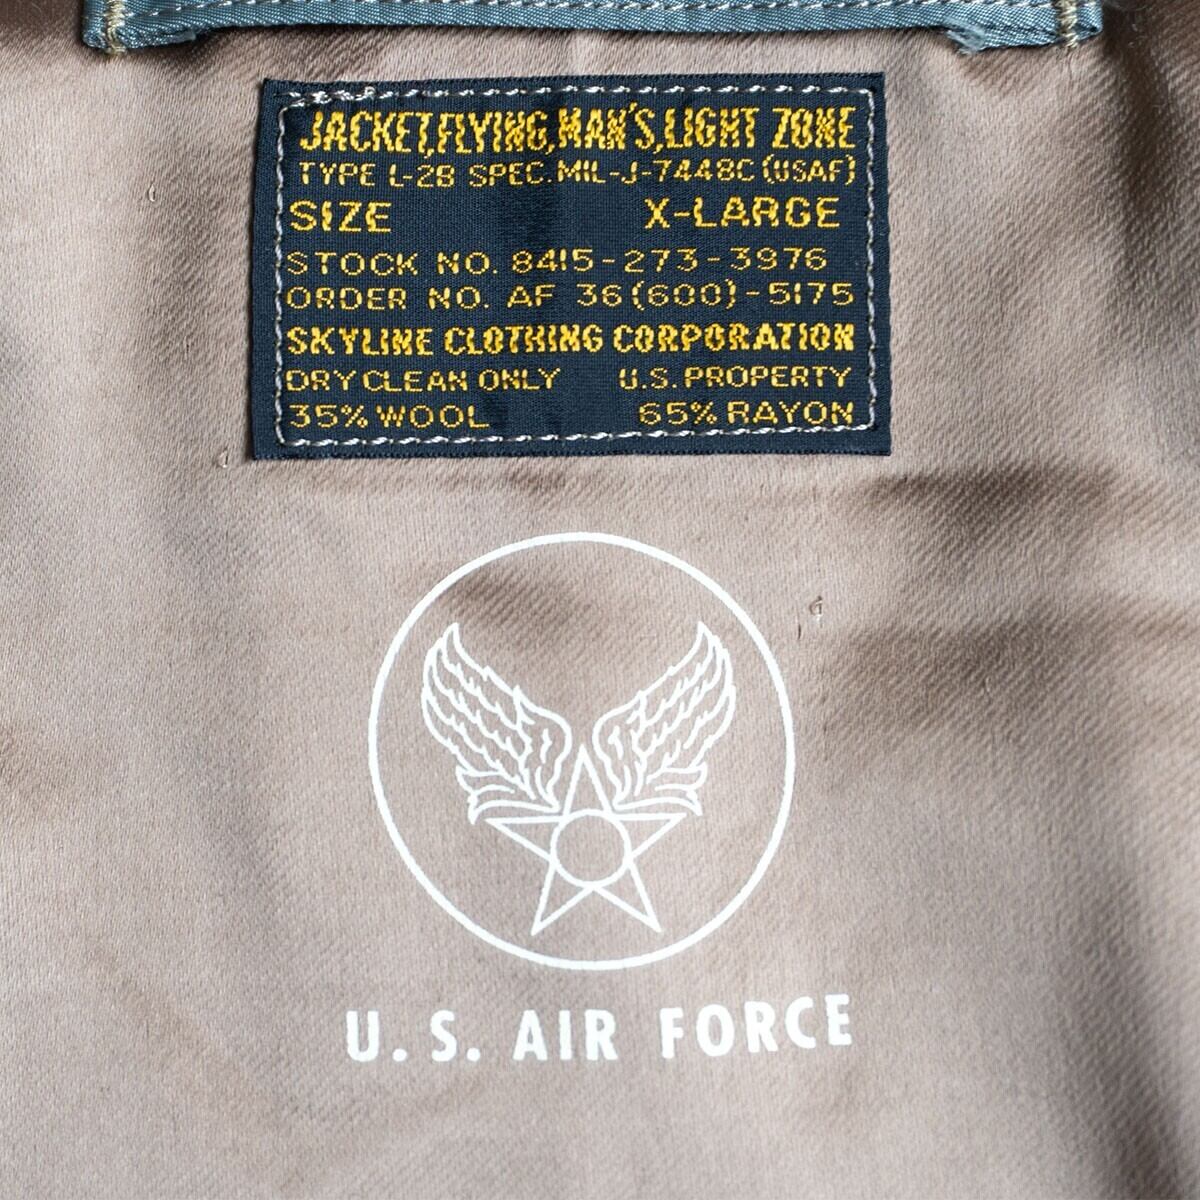 JACKET,FLYING,MAN'S,LIGHT ZONE
TYPE L-2B SPEC. MIL-J-7448C (USAF)
SIZE X-LARGE
STOCK NO. 8415-273-3976
ORDER NO. AF 36(600)-5175
SKYLINE CLOTHING CORPORATION
DRY CLEAN ONLY U.S. PROPERTY
35% WOOL 65% RAYON
U.S. AIR FORCE